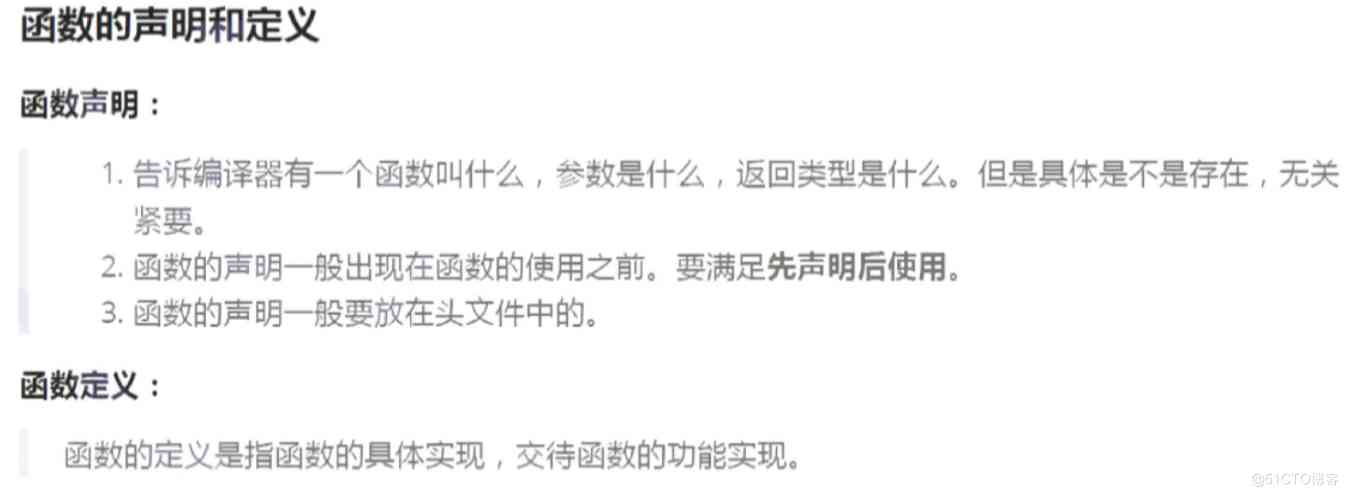 函数的声明和定义
函数声明：
1. 告诉编译器有一个函数叫什么，参数是什么，返回类型是什么。但是具体是不是存在，无关
紧要。
2. 函数的声明一般出现在函数的使用之前。要满足先声明后使用。
3. 函数的声明一般要放在头文件中的。
函数定义：
函数的定义是指函数的具体实现，交待函数的功能实现。
@51CTO博客